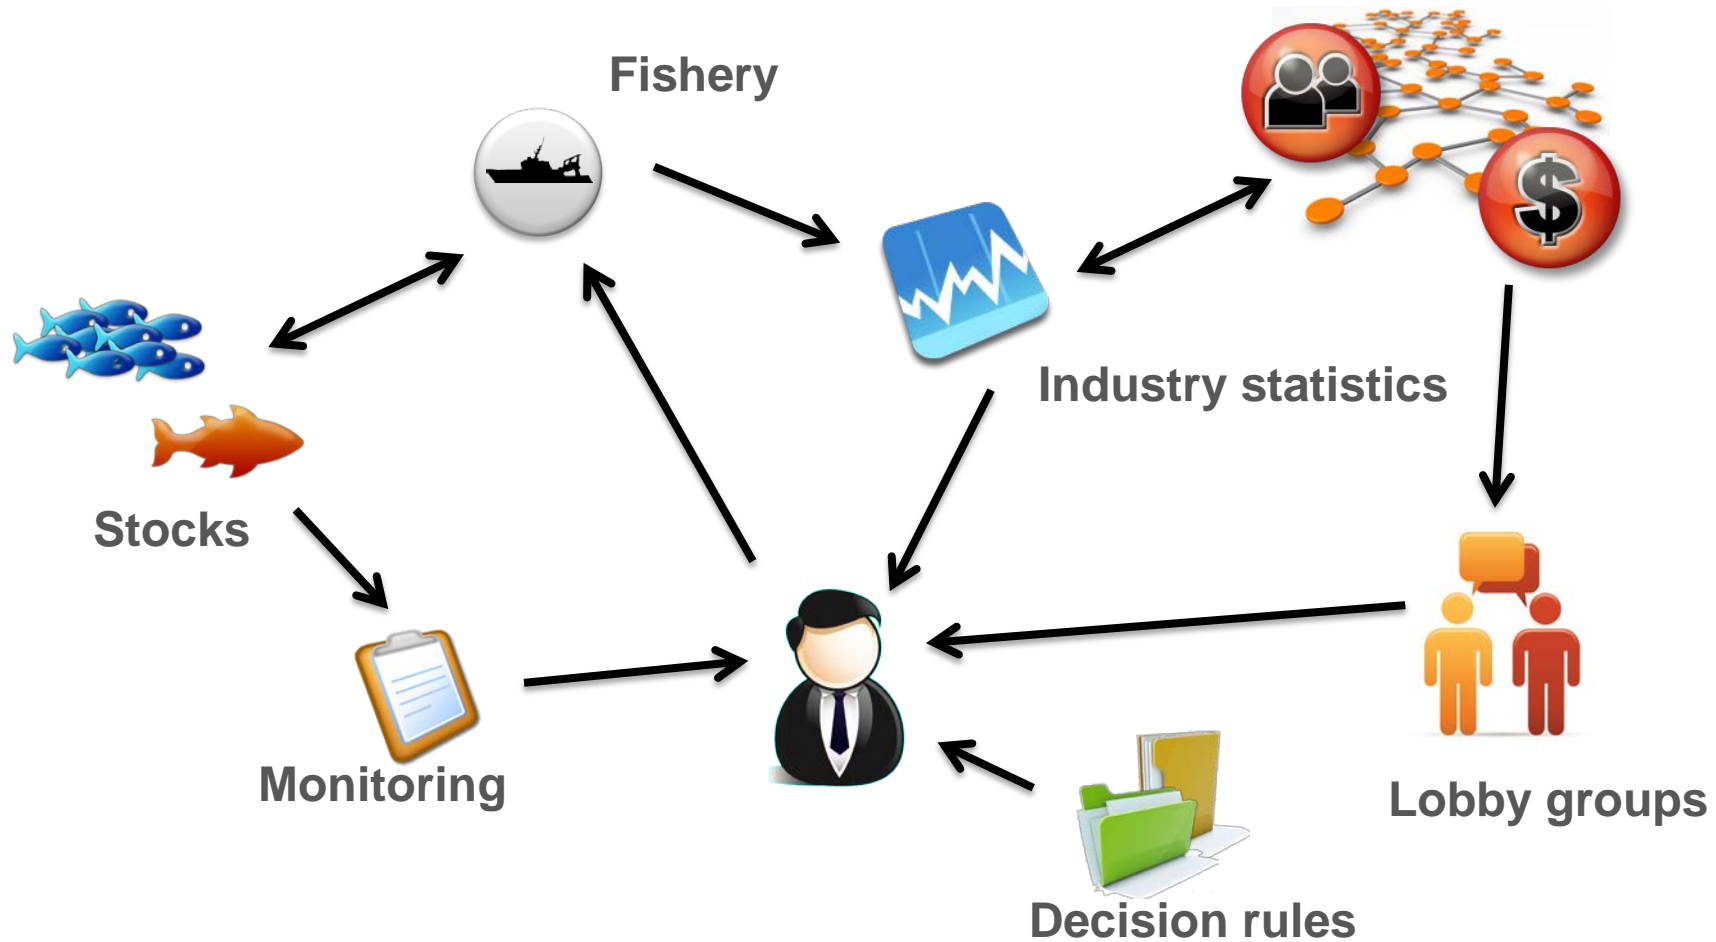 Fishery
$
Industry statistics
Stocks
Monitoring
Lobby groups
Decision rules